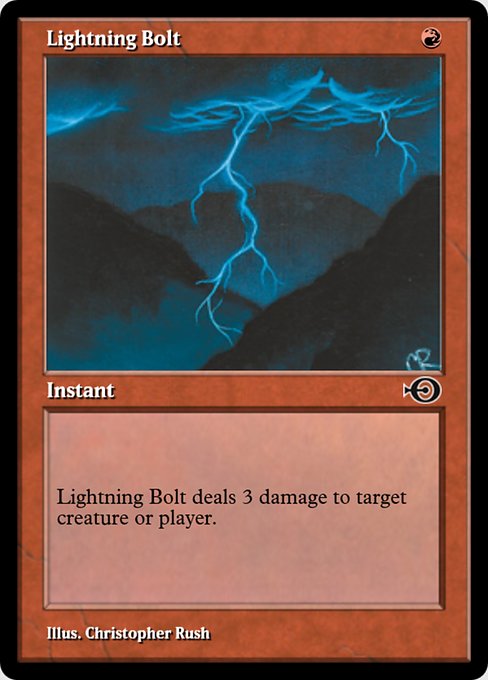 Lightning Bolt
Instant
Lightning Bolt deals 3 damage to target
creature or player.
Illus. Christopher Rush